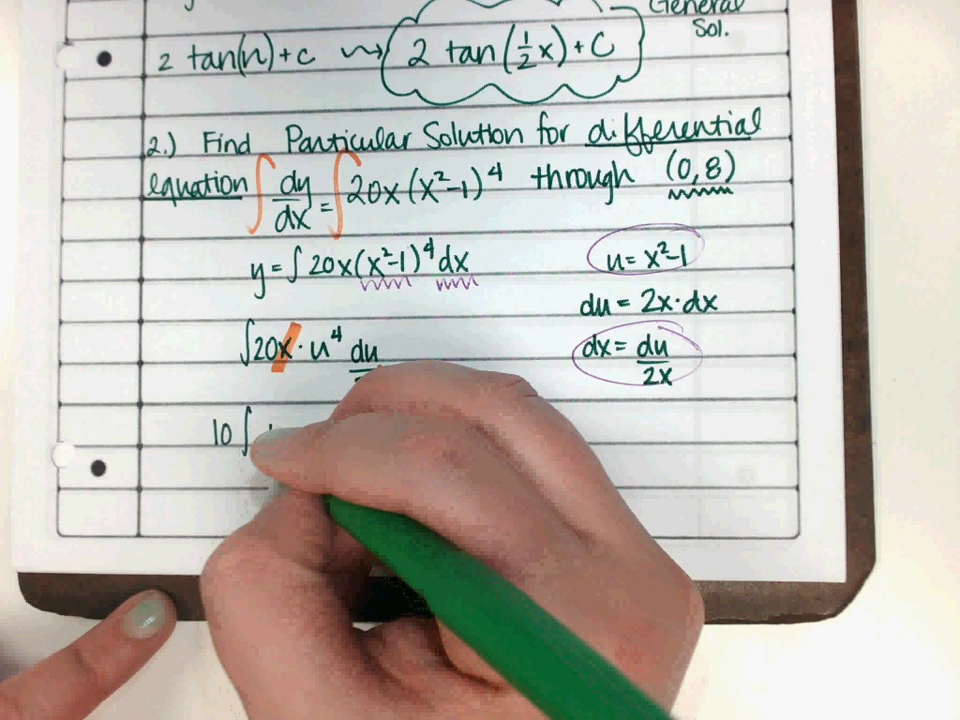 General
Sol.
2 tan(n)+C ~> 2 tan(½x)+C
2.) Find Particular Solution for differential
equation ∫ dy/dx = ∫ 20x(x²-1)⁴ through (0,8)
y = ∫ 20x(x²-1)⁴ dx u = x²-1
du = 2x·dx
∫20x · u⁴ du dx = du/2x
10 ∫